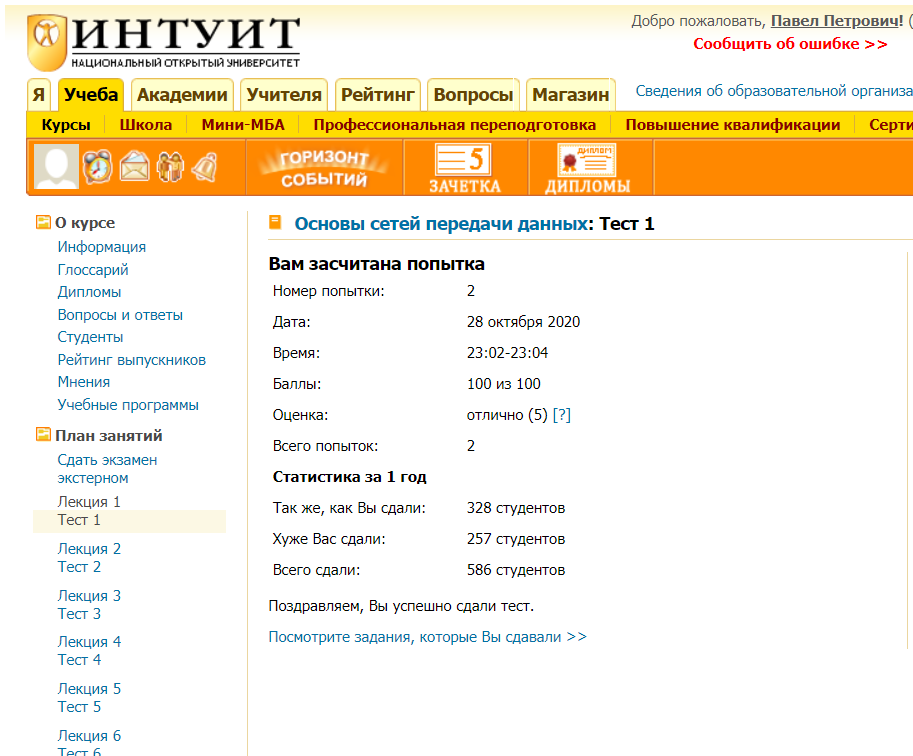 ИНТУИТ
НАЦИОНАЛЬНЫЙ ОТКРЫТЫЙ УНИВЕРСИТЕТ
Добро пожаловать, Павел Петрович! (
Сообщить об ошибке >>
Я Учеба Академии Учителя Рейтинг Вопросы Магазин Сведения об образовательной организа
Курсы Школа Мини-МБА Профессиональная переподготовка Повышение квалификации Серти
ГОРИЗОНТ СОБЫТИЙ
5
ЗАЧЕТКА
ДИПЛОМ
ДИПЛОМЫ
О курсе
Информация
Глоссарий
Дипломы
Вопросы и ответы
Студенты
Рейтинг выпускников
Мнения
Учебные программы
План занятий
Сдать экзамен
экстерном
Лекция 1
Тест 1
Лекция 2
Тест 2
Лекция 3
Тест 3
Лекция 4
Тест 4
Лекция 5
Тест 5
Лекция 6
Тест 6
Основы сетей передачи данных: Тест 1
Вам засчитана попытка
Номер попытки: 2
Дата: 28 октября 2020
Время: 23:02-23:04
Баллы: 100 из 100
Оценка: отлично (5) [?]
Всего попыток: 2
Статистика за 1 год
Так же, как Вы сдали: 328 студентов
Хуже Вас сдали: 257 студентов
Всего сдали: 586 студентов
Поздравляем, Вы успешно сдали тест.
Посмотрите задания, которые Вы сдавали >>